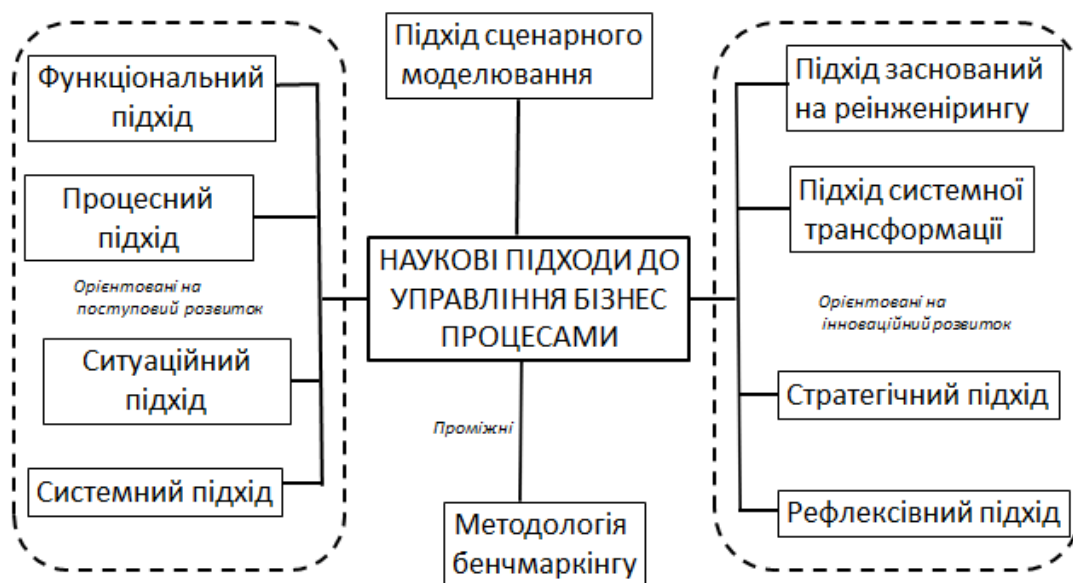 Функціональний
підхід
Процесний
підхід
Орієнтовані на
поступовий розвиток
Ситуаційний
підхід
Системний підхід
Підхід сценарного
моделювання
НАУКОВІ ПІДХОДИ ДО
УПРАВЛІННЯ БІЗНЕС
ПРОЦЕСАМИ
Проміжні
Методологія
бенчмаркінгу
Підхід заснований
на реінженірингу
Підхід системної
трансформації
Орієнтовані на
інноваційний розвиток
Стратегічний підхід
Рефлексівний підхід